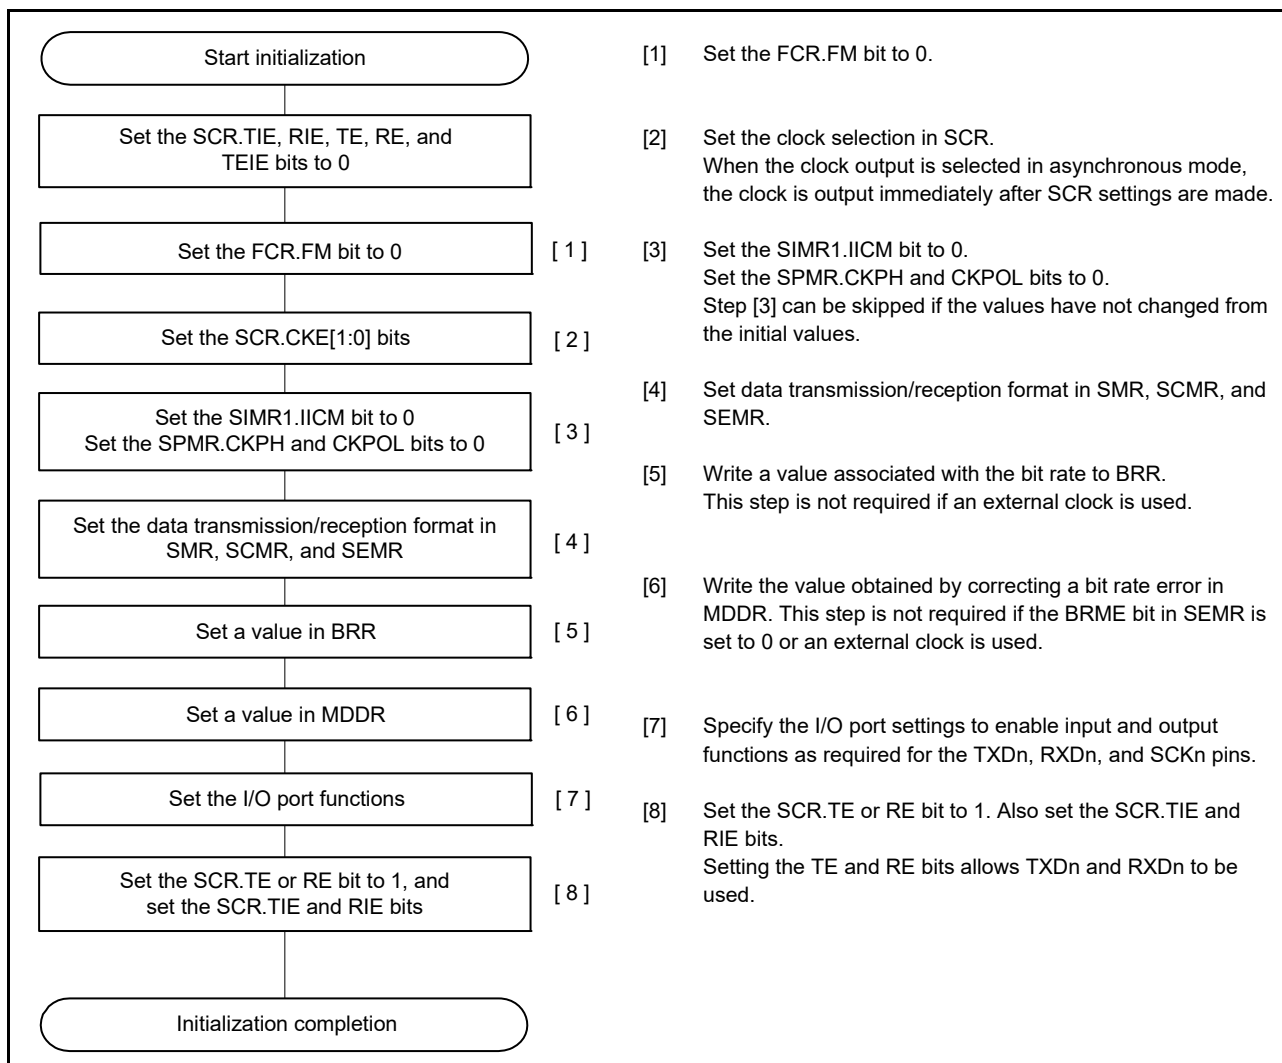 Start initialization
Set the SCR.TIE, RIE, TE, RE, and
TEIE bits to 0
Set the FCR.FM bit to 0
[ 1 ]
Set the SCR.CKE[1:0] bits
[ 2 ]
Set the SIMR1.IICM bit to 0
Set the SPMR.CKPH and CKPOL bits to 0
[ 3 ]
Set the data transmission/reception format in
SMR, SCMR, and SEMR
[ 4 ]
Set a value in BRR
[ 5 ]
Set a value in MDDR
[ 6 ]
Set the I/O port functions
[ 7 ]
Set the SCR.TE or RE bit to 1, and
set the SCR.TIE and RIE bits
[ 8 ]
Initialization completion
[1] Set the FCR.FM bit to 0.
[2] Set the clock selection in SCR.
When the clock output is selected in asynchronous mode,
the clock is output immediately after SCR settings are made.
[3] Set the SIMR1.IICM bit to 0.
Set the SPMR.CKPH and CKPOL bits to 0.
Step [3] can be skipped if the values have not changed from
the initial values.
[4] Set data transmission/reception format in SMR, SCMR, and
SEMR.
[5] Write a value associated with the bit rate to BRR.
This step is not required if an external clock is used.
[6] Write the value obtained by correcting a bit rate error in
MDDR. This step is not required if the BRME bit in SEMR is
set to 0 or an external clock is used.
[7] Specify the I/O port settings to enable input and output
functions as required for the TXDn, RXDn, and SCKn pins.
[8] Set the SCR.TE or RE bit to 1. Also set the SCR.TIE and
RIE bits.
Setting the TE and RE bits allows TXDn and RXDn to be
used.